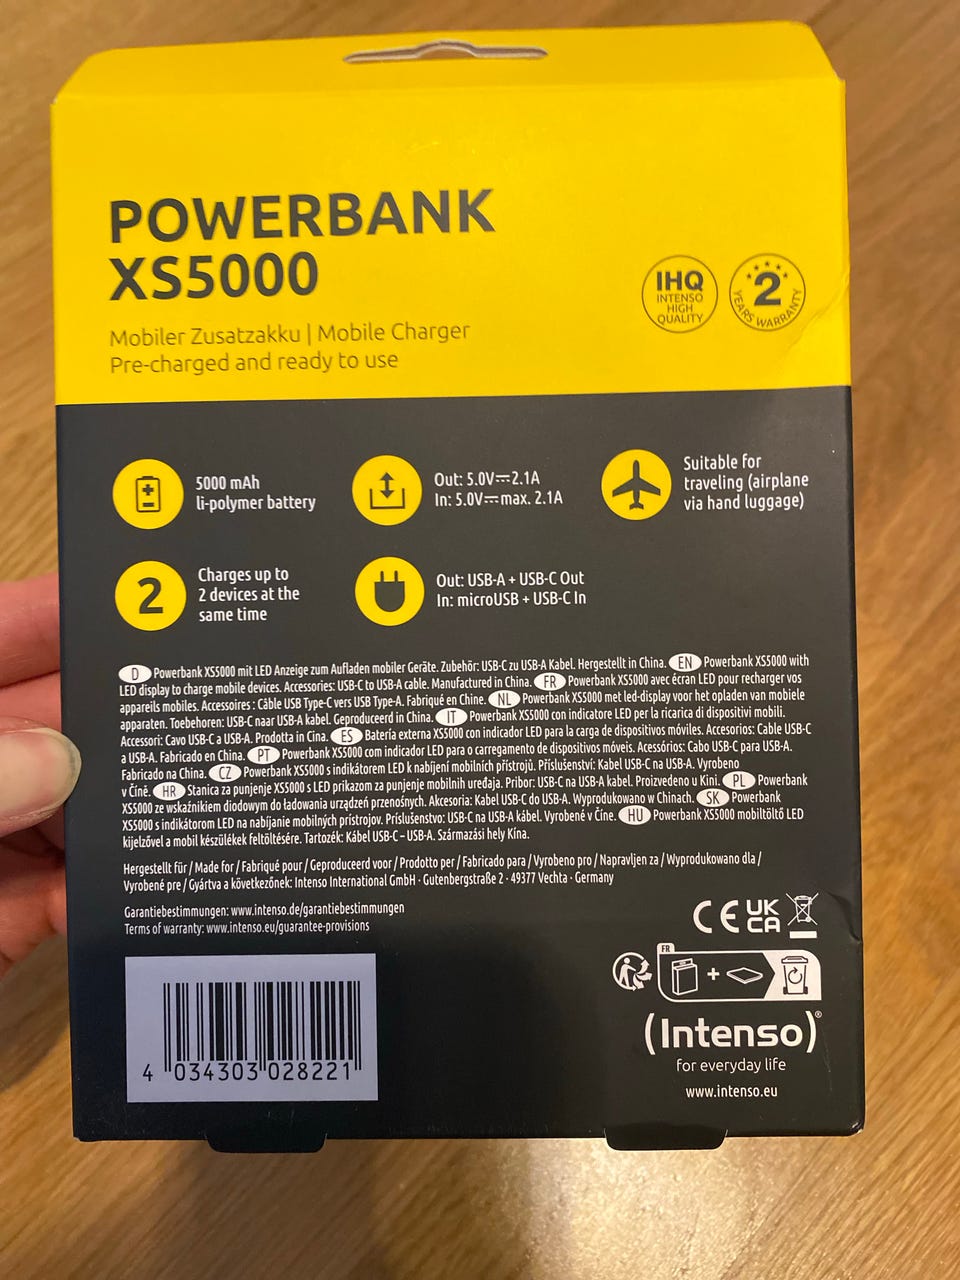 POWERBANK
XS5000
Mobiler Zusatzakku | Mobile Charger
Pre-charged and ready to use
IHQ
INTENSO
HIGH
QUALITY
2
YEARS WARRANTY
5000 mAh
li-polymer battery
Out: 5.0V⎓2.1A
In: 5.0V⎓max. 2.1A
Suitable for
traveling (airplane
via hand luggage)
2
Charges up to
2 devices at the
same time
Out: USB-A + USB-C Out
In: microUSB + USB-C In
D Powerbank XS5000 mit LED Anzeige zum Aufladen mobiler Geräte. Zubehör: USB-C zu USB-A Kabel. Hergestellt in China. EN Powerbank XS5000 with
LED display to charge mobile devices. Accessories: USB-C to USB-A cable. Manufactured in China. FR Powerbank XS5000 avec écran LED pour recharger vos
appareils mobiles. Accessoires : Câble USB Type-C vers USB Type-A. Fabriqué en Chine. NL Powerbank XS5000 met led-display voor het opladen van mobiele
apparaten. Toebehoren: USB-C naar USB-A kabel. Geproduceerd in China. IT Powerbank XS5000 con indicatore LED per la ricarica di dispositivi mobili.
Accessori: Cavo USB-C a USB-A. Prodotta in Cina. ES Batería externa XS5000 con indicador LED para la carga de dispositivos móviles. Accesorios: Cable USB-C
a USB-A. Fabricado en China. PT Powerbank XS5000 com indicador LED para o carregamento de dispositivos móveis. Acessórios: Cabo USB-C para USB-A.
Fabricado na China. CZ Powerbank XS5000 s indikátorem LED k nabíjení mobilních přístrojů. Příslušenství: Kabel USB-C na USB-A. Vyrobeno
v Číně. HR Stanica za punjenje XS5000 s LED prikazom za punjenje mobilnih uređaja. Pribor: USB-C na USB-A kabel. Proizvedeno u Kini. PL Powerbank
XS5000 ze wskaźnikiem diodowym do ładowania urządzeń przenośnych. Akcesoria: Kabel USB-C do USB-A. Wyprodukowano w Chinach. SK Powerbank
XS5000 s indikátorom LED na nabíjanie mobilných prístrojov. Príslušenstvo: USB-C na USB-A kábel. Vyrobené v Číne. HU Powerbank XS5000 mobiltöltő LED
kijelzővel a mobil készülékek feltöltésére. Tartozék: Kábel USB-C – USB-A. Származási hely Kína.
Hergestellt für / Made for / Fabriqué pour / Geproduceerd voor / Prodotto per / Fabricado para / Vyrobeno pro / Napravljen za / Wyprodukowano dla /
Vyrobené pre / Gyártva a következőnek: Intenso International GmbH · Gutenbergstraße 2 · 49377 Vechta · Germany
Garantiebestimmungen: www.intenso.de/garantiebestimmungen
Terms of warranty: www.intenso.eu/guarantee-provisions
CE UK
CA
FR
+
(Intenso)®
for everyday life
www.intenso.eu
4 034303 028221